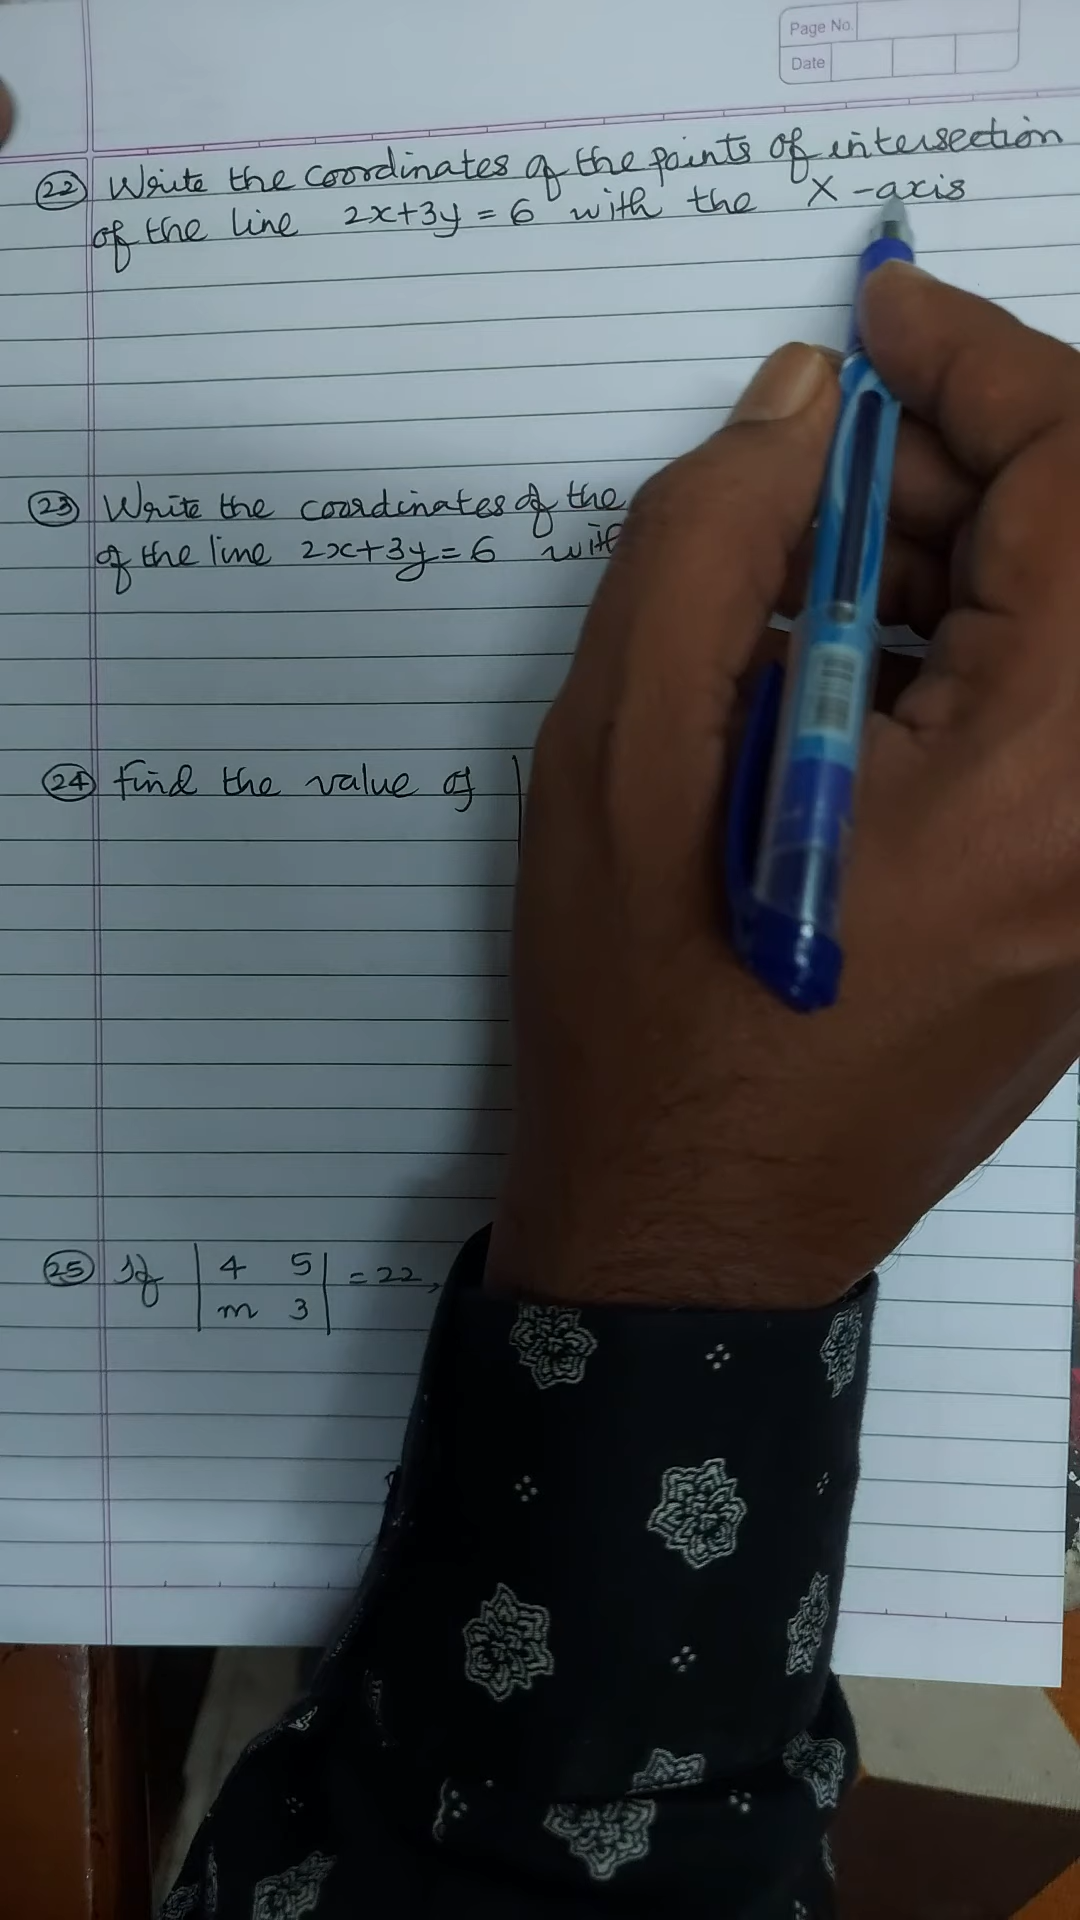 Page No.
Date
22 Write the coordinates of the points of intersection
of the line 2x+3y = 6 with the X-axis
23 Write the coordinates of the
of the line 2x+3y=6
24 find the value of
25 If | 4 5 | = 22,
| m 3 |